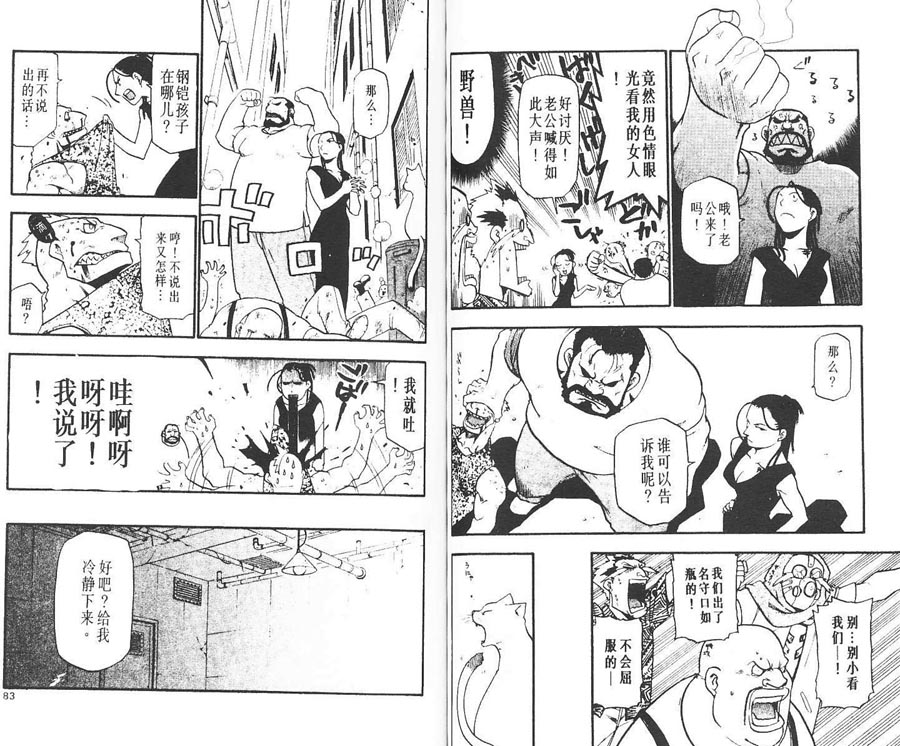 哦！老
公来了
吗！
竟然用色情眼
光看我的女人
好讨厌！
老公喊得如
此大声！
野兽！
那么？
谁可以告
诉我呢？
别…别小看
我们—！
我们出了
名守口如
瓶的！
不会屈
服的—
那么…
ボロ
钢铠孩子
在哪儿？
再不说
出的话…
哼！不说出
来又怎样…
唔？
我就吐
！
哇啊呀
呀呀！
我说了
！
好吧？给我
冷静下来。
83